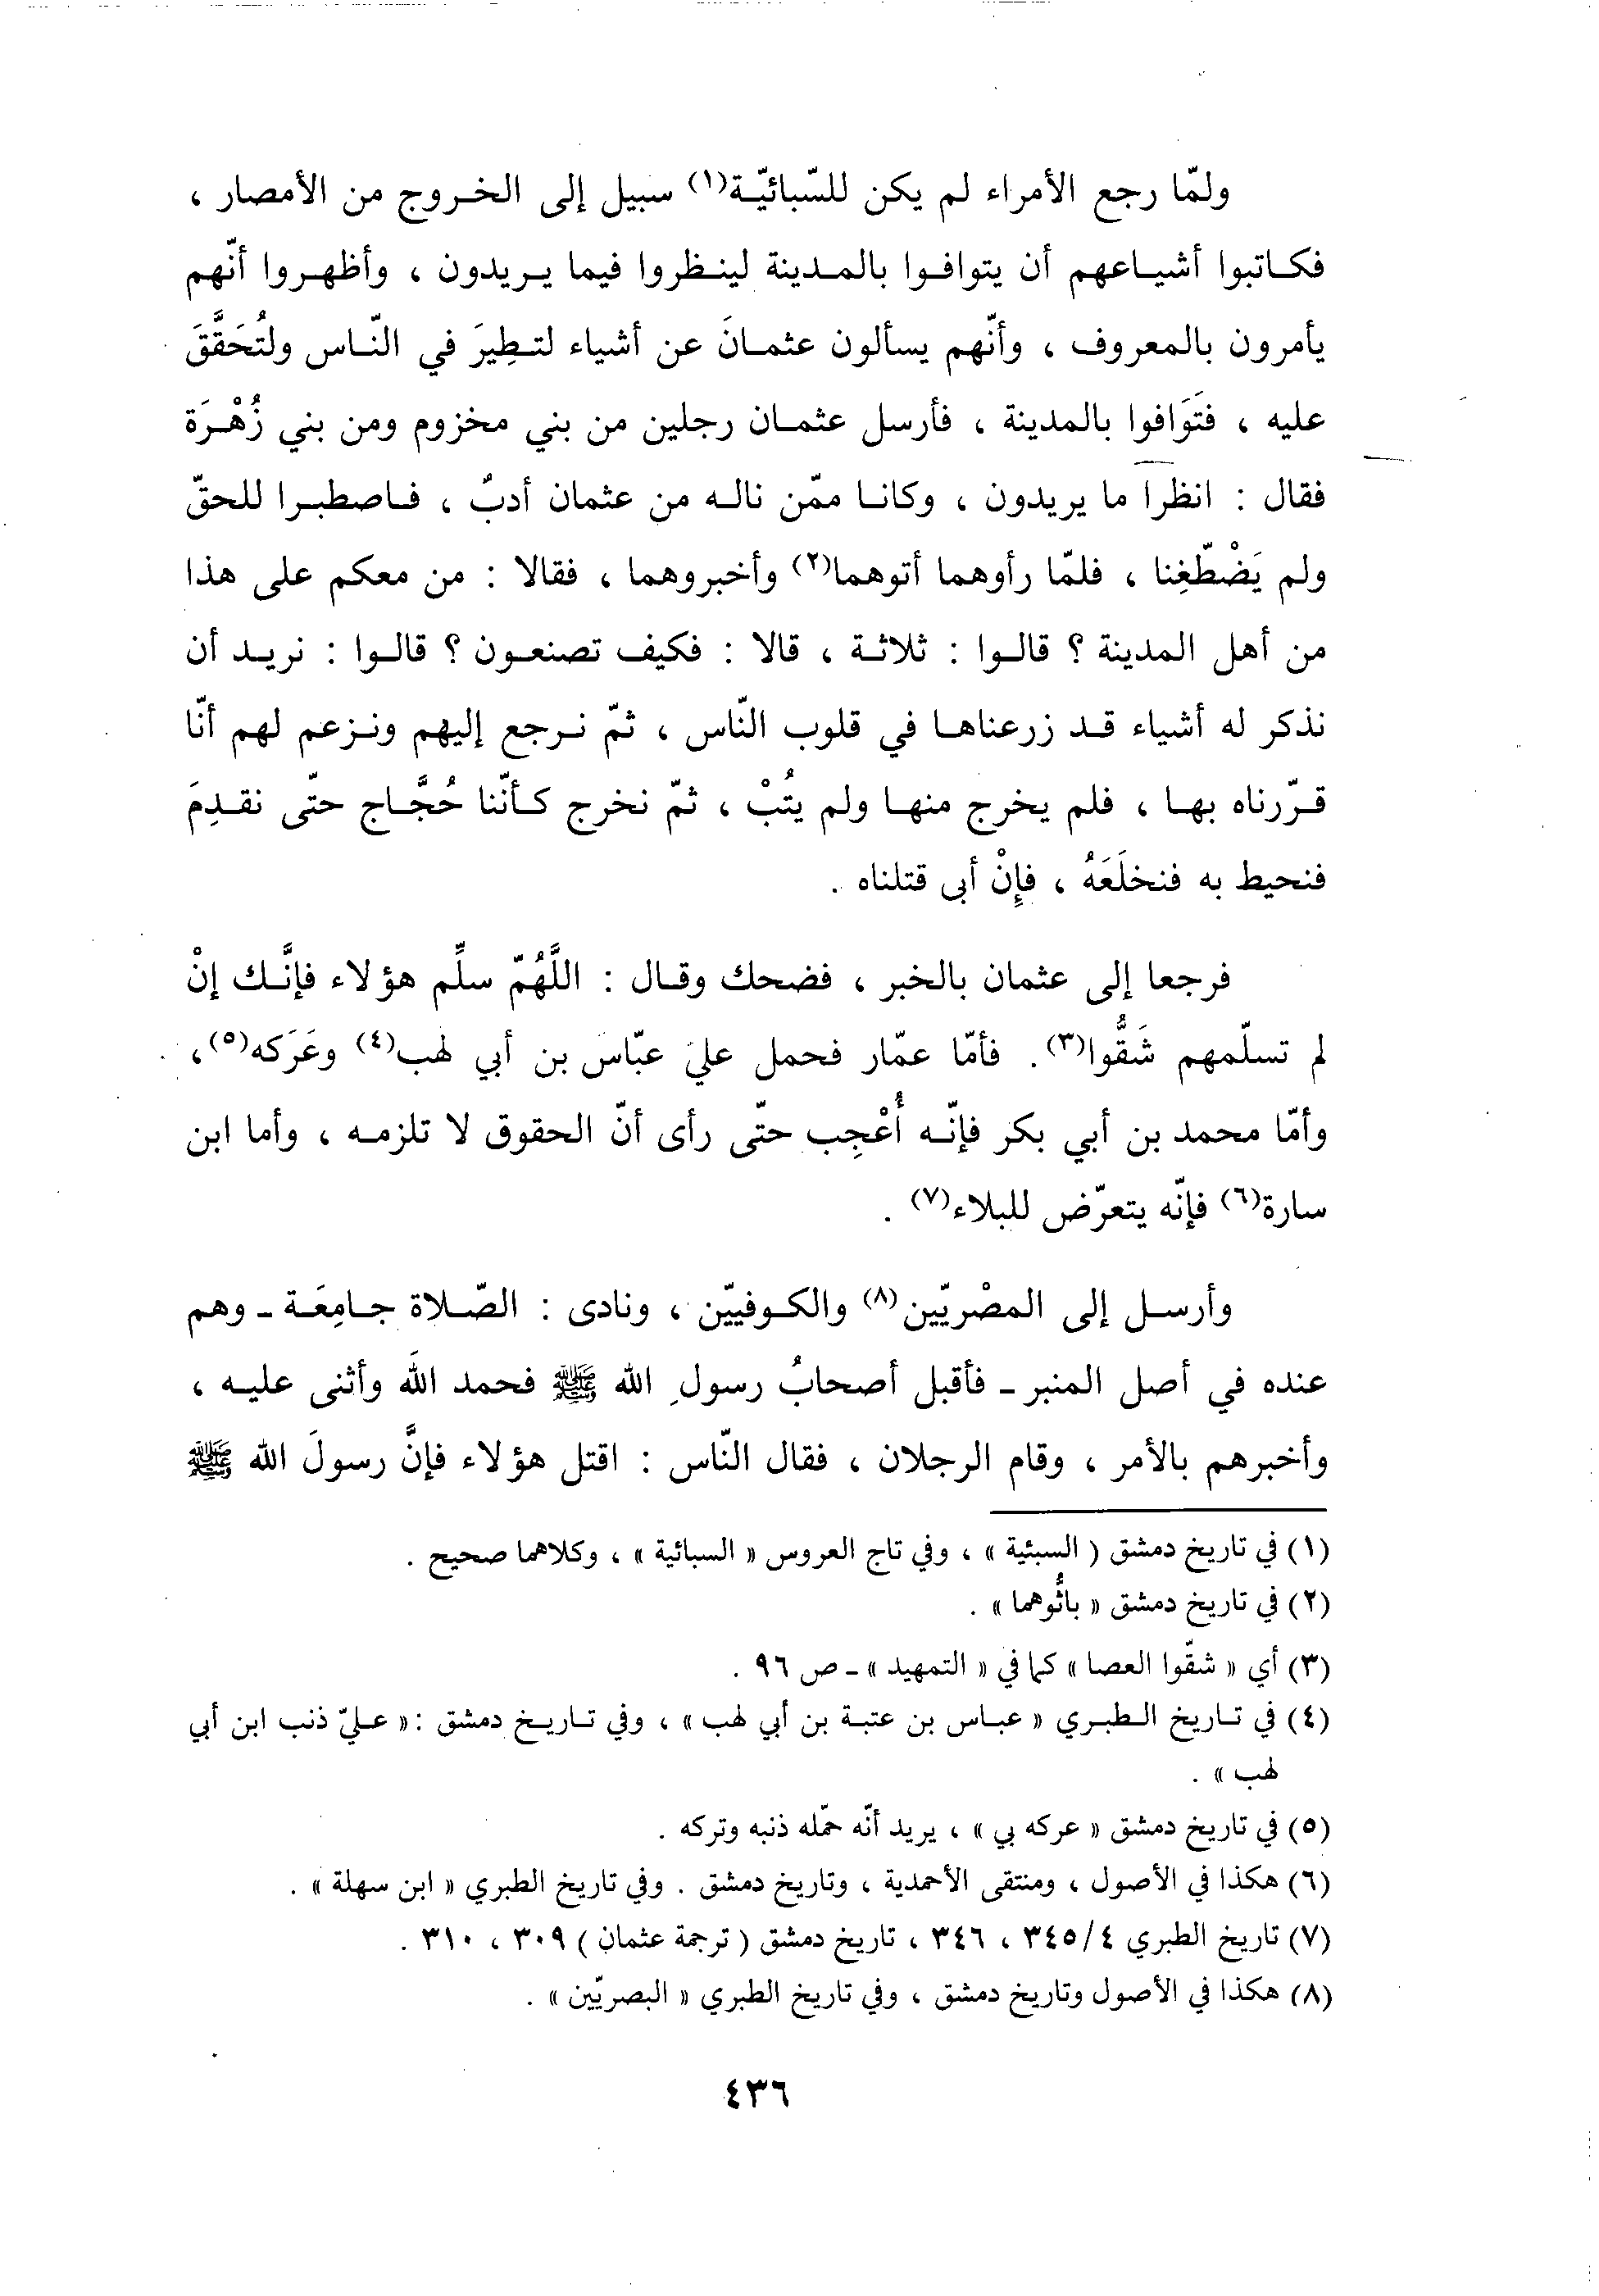 ولمّا رجع الأمراء لم يكن للسّبائيّة(١) سبيل إلى الخروج من الأمصار ،
فكاتبوا أشياعهم أن يتوافوا بالمدينة لينظروا فيما يريدون ، وأظهروا أنّهم
يأمرون بالمعروف ، وأنّهم يسألون عثمانَ عن أشياء لتطِيرَ في النّاس ولتُحَقَّقَ
عليه ، فتَوَافوا بالمدينة ، فأرسل عثمان رجلين من بني مخزوم ومن بني زُهْرَة
فقال : انظرا ما يريدون ، وكانا ممّن ناله من عثمان أدبٌ ، فاصطبرا للحقّ
ولم يَضْطَّغِنا ، فلمّا رأوهما أتوهما(٢) وأخبروهما ، فقالا : من معكم على هذا
من أهل المدينة ؟ قالوا : ثلاثة ، قالا : فكيف تصنعون ؟ قالوا : نريد أن
نذكر له أشياء قد زرعناها في قلوب النّاس ، ثمّ نرجع إليهم ونزعم لهم أنّا
قرّرناه بها ، فلم يخرج منها ولم يتُبْ ، ثمّ نخرج كأنّنا حُجَّاج حتّى نقدِمَ
فنحيط به فنخلَعَهُ ، فإِنْ أبى قتلناه .
فرجعا إلى عثمان بالخبر ، فضحك وقال : اللَّهُمّ سلِّم هؤلاء فإنَّك إنْ
لم تسلّمهم شَقُّوا(٣). فأمّا عمّار فحمل عليّ عبّاس بن أبي لهب(٤) وعَرَكه(٥)،
وأمّا محمد بن أبي بكر فإنّه أُعْجِب حتّى رأى أنّ الحقوق لا تلزمه ، وأما ابن
سارة(٦) فإنّه يتعرّض للبلاء(٧) .
وأرسل إلى المصْريّين(٨) والكوفيّين ، ونادى : الصّلاة جامِعَة ـ وهم
عنده في أصل المنبر ـ فأقبل أصحابُ رسولِ الله ﷺ فحمد اللهَ وأثنى عليه ،
وأخبرهم بالأمر ، وقام الرجلان ، فقال النّاس : اقتل هؤلاء فإنَّ رسولَ الله ﷺ
(١) في تاريخ دمشق ( السبئية » ، وفي تاج العروس « السبائية » ، وكلاهما صحيح .
(٢) في تاريخ دمشق « باثُّوهما » .
(٣) أي « شقّوا العصا » كما في « التمهيد » ـ ص ٩٦ .
(٤) في تاريخ الطبري « عباس بن عتبة بن أبي لهب » ، وفي تاريخ دمشق : « عليّ ذنب ابن أبي
لهب » .
(٥) في تاريخ دمشق « عركه بي » ، يريد أنّه حمّله ذنبه وتركه .
(٦) هكذا في الأصول ، ومنتقى الأحمدية ، وتاريخ دمشق . وفي تاريخ الطبري « ابن سهلة » .
(٧) تاريخ الطبري ٤/ ٣٤٥ ، ٣٤٦ ، تاريخ دمشق ( ترجمة عثمان ) ٣٠٩ ، ٣١٠ .
(٨) هكذا في الأصول وتاريخ دمشق ، وفي تاريخ الطبري « البصريّين » .
٤٣٦